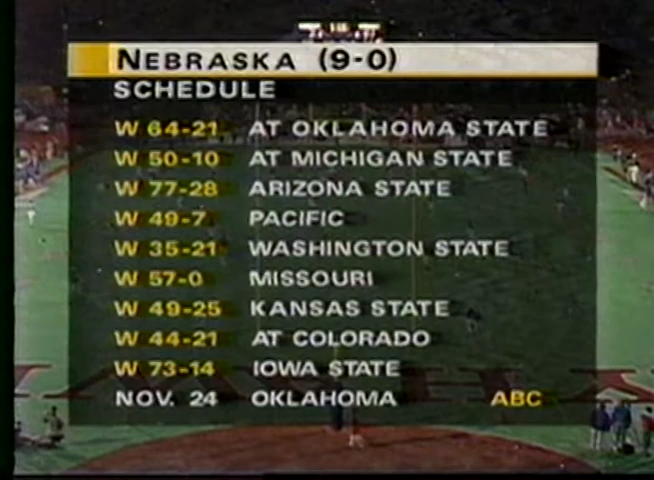 NEBRASKA (9-0)
SCHEDULE
W 64-21 AT OKLAHOMA STATE
W 50-10 AT MICHIGAN STATE
W 77-28 ARIZONA STATE
W 49-7 PACIFIC
W 35-21 WASHINGTON STATE
W 57-0 MISSOURI
W 49-25 KANSAS STATE
W 44-21 AT COLORADO
W 73-14 IOWA STATE
NOV. 24 OKLAHOMA ABC